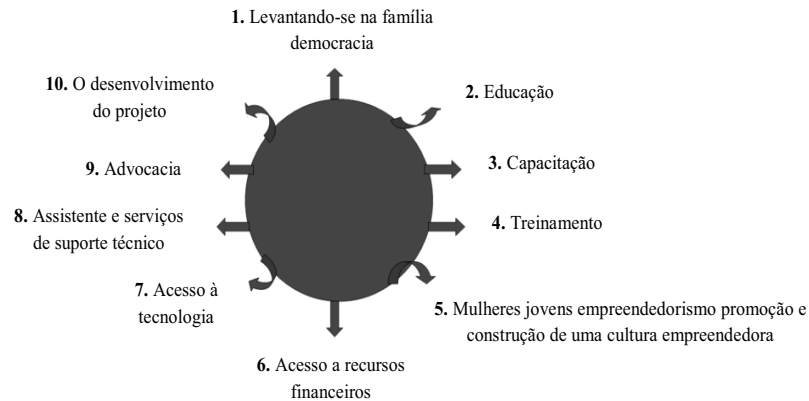 1. Levantando-se na família
democracia
2. Educação
3. Capacitação
4. Treinamento
5. Mulheres jovens empreendedorismo promoção e
construção de uma cultura empreendedora
6. Acesso a recursos
financeiros
7. Acesso à
tecnologia
8. Assistente e serviços
de suporte técnico
9. Advocacia
10. O desenvolvimento
do projeto